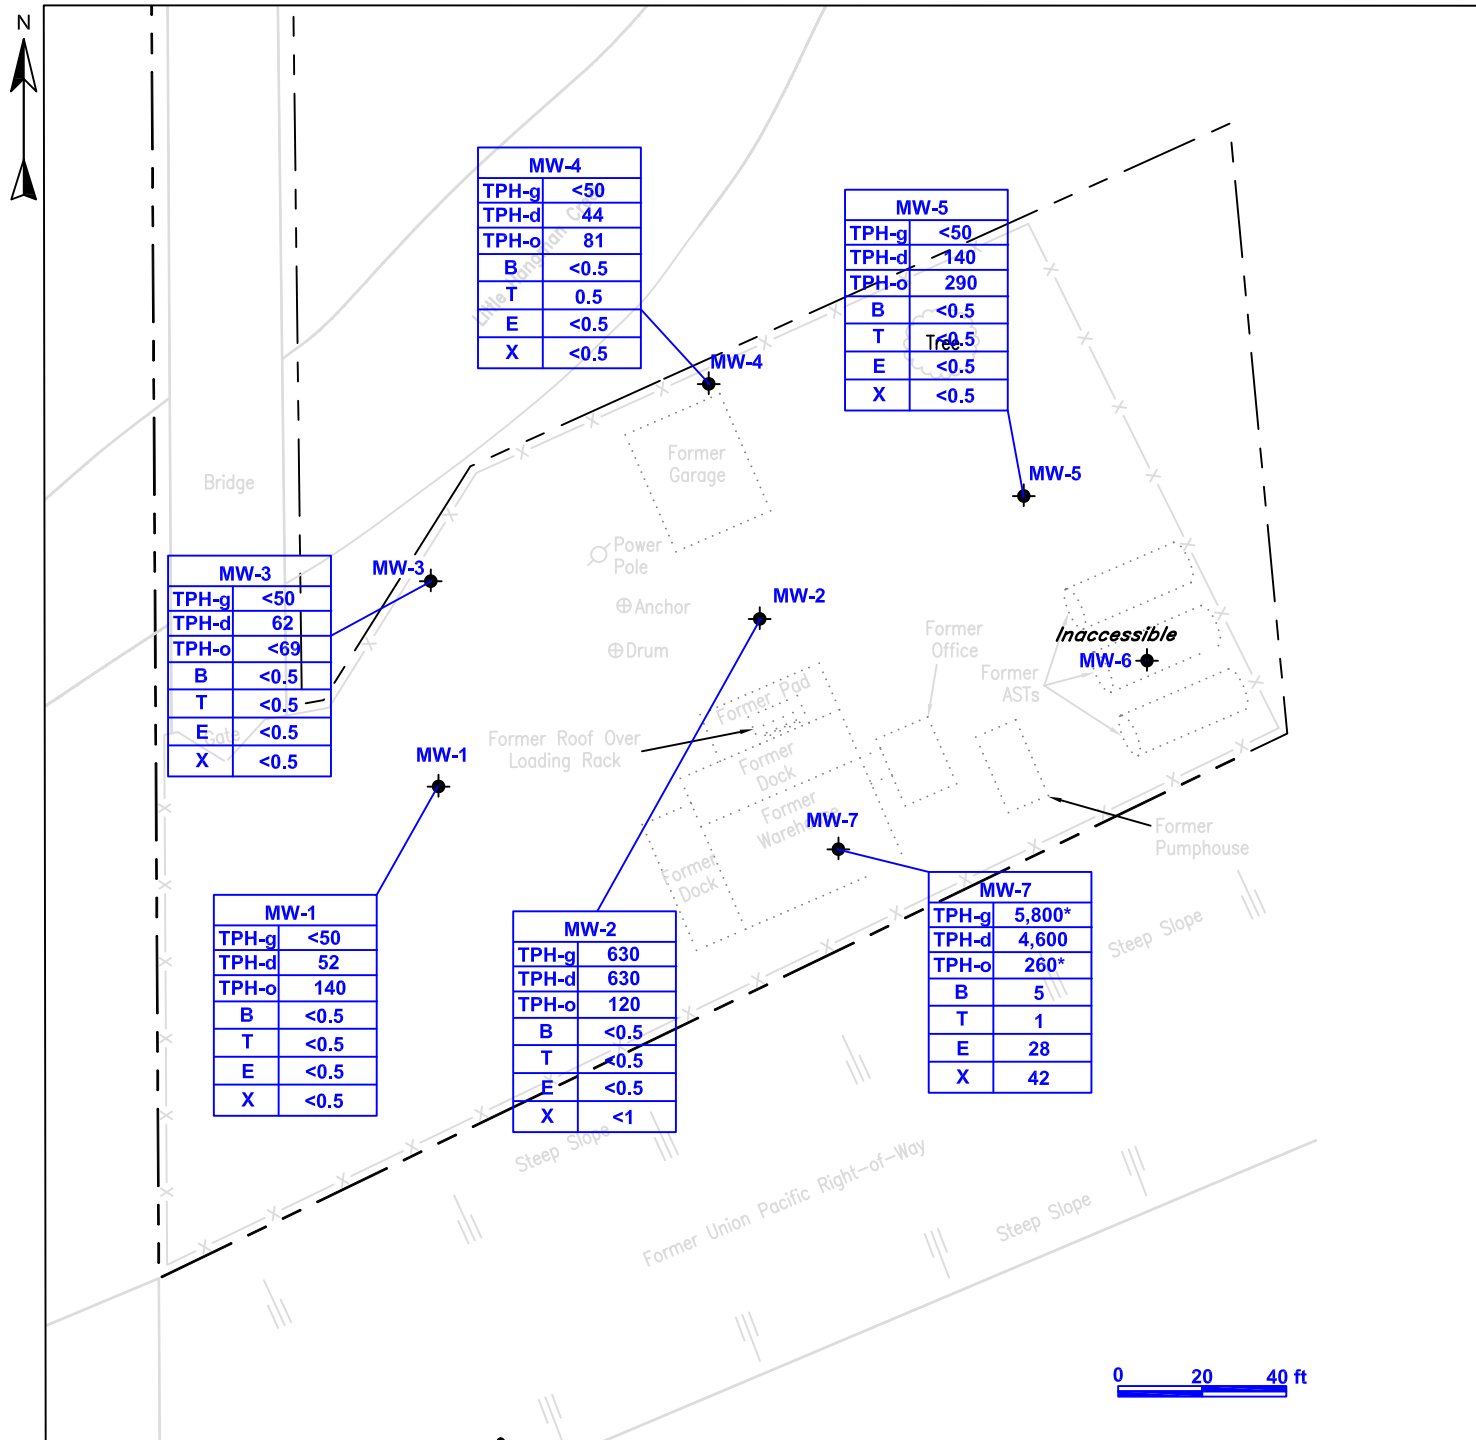 N
MW-4
TPH-g <50
TPH-d 44
TPH-o 81
B <0.5
T 0.5
E <0.5
X <0.5
MW-5
TPH-g <50
TPH-d 140
TPH-o 290
B <0.5
T <0.5
E <0.5
X <0.5
Little Hangman Creek
Tree
MW-4
Former
Garage
Bridge
MW-5
Power
Pole
MW-3
TPH-g <50
TPH-d 62
TPH-o <69
B <0.5
T <0.5
E <0.5
X <0.5
MW-3
Anchor
MW-2
Drum
Former
Office
Inaccessible
MW-6
Former
ASTs
Former Pad
Gate
Former Roof Over
Loading Rack
Former
Dock
MW-1
Former
Warehouse
MW-7
Former
Pumphouse
Former
Dock
MW-1
TPH-g <50
TPH-d 52
TPH-o 140
B <0.5
T <0.5
E <0.5
X <0.5
MW-2
TPH-g 630
TPH-d 630
TPH-o 120
B <0.5
T <0.5
E <0.5
X <1
MW-7
TPH-g 5,800*
TPH-d 4,600
TPH-o 260*
B 5
T 1
E 28
X 42
Steep Slope
Steep Slope
Former Union Pacific Right-of-Way
Steep Slope
0 20 40 ft